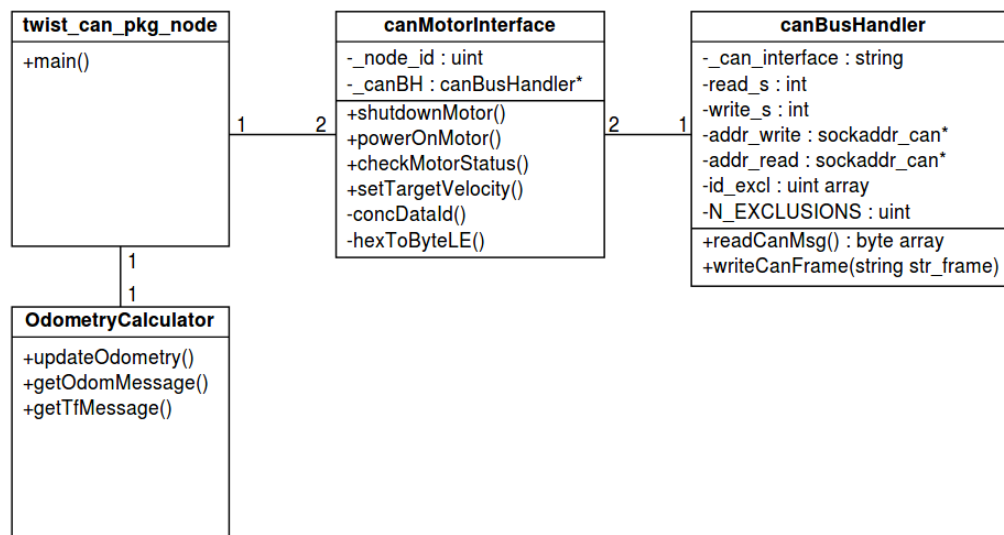 twist_can_pkg_node
+main()
1
2
canMotorInterface
-_node_id : uint
-_canBH : canBusHandler*
+shutdownMotor()
+powerOnMotor()
+checkMotorStatus()
+setTargetVelocity()
-concDataId()
-hexToByteLE()
2
1
canBusHandler
-_can_interface : string
-read_s : int
-write_s : int
-addr_write : sockaddr_can*
-addr_read : sockaddr_can*
-id_excl : uint array
-N_EXCLUSIONS : uint
+readCanMsg() : byte array
+writeCanFrame(string str_frame)
1
1
OdometryCalculator
+updateOdometry()
+getOdomMessage()
+getTfMessage()